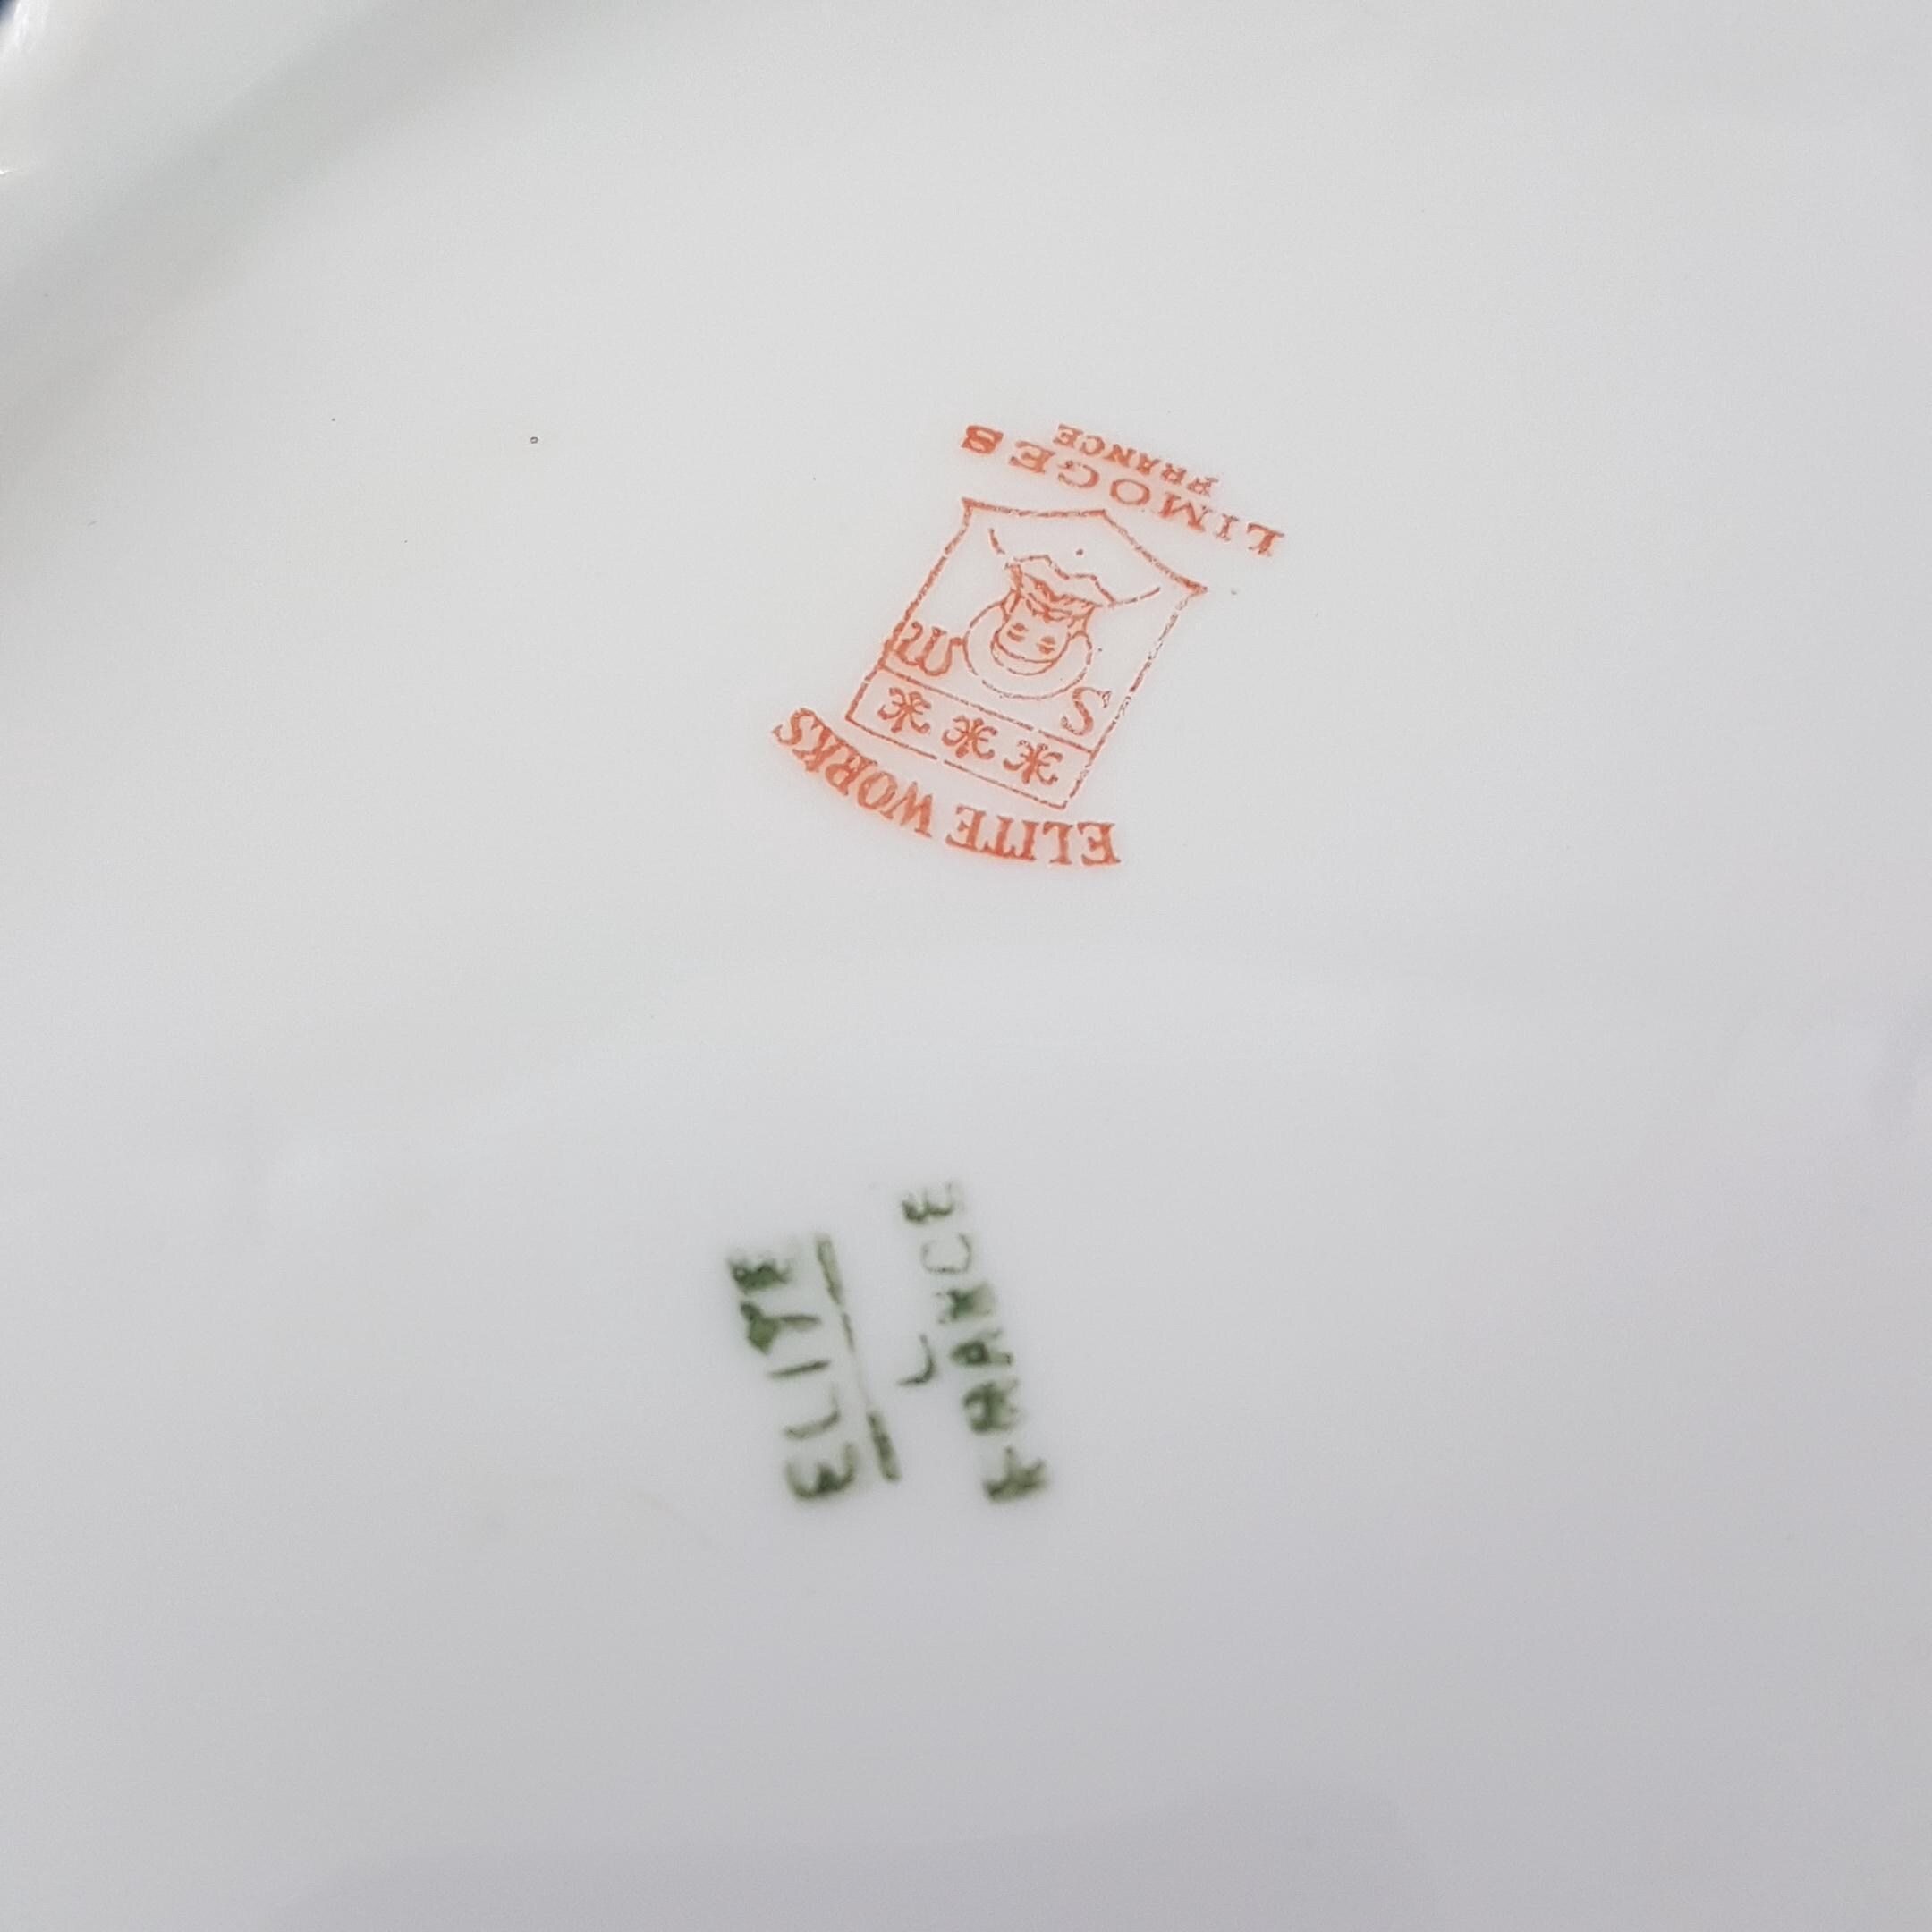 ELITE WORKS
S M
LIMOGES
FRANCE
ELITE
L
FRANCE